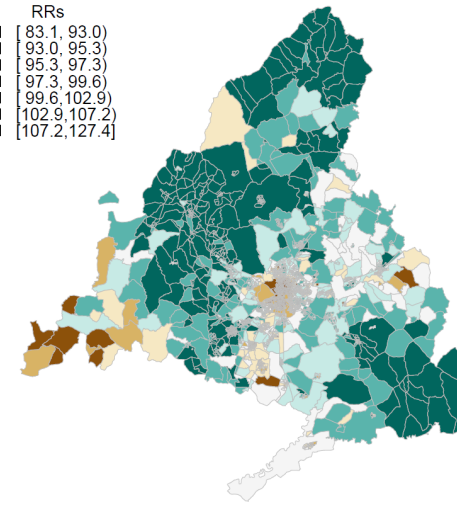 RRs
[ 83.1, 93.0)
[ 93.0, 95.3)
[ 95.3, 97.3)
[ 97.3, 99.6)
[ 99.6,102.9)
[102.9,107.2)
[107.2,127.4]